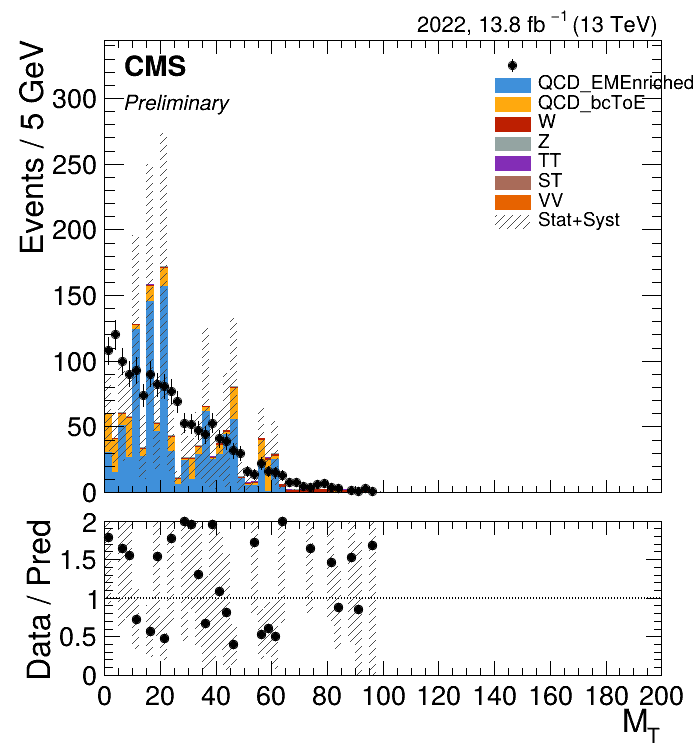 2022, 13.8 fb⁻¹ (13 TeV)
CMS
Preliminary
Events / 5 GeV
300
250
200
150
100
50
0
QCD_EMEnriched
QCD_bcToE
W
Z
TT
ST
VV
Stat+Syst
Data / Pred
2
1.5
1
0.5
0
0 20 40 60 80 100 120 140 160 180 200
M_T